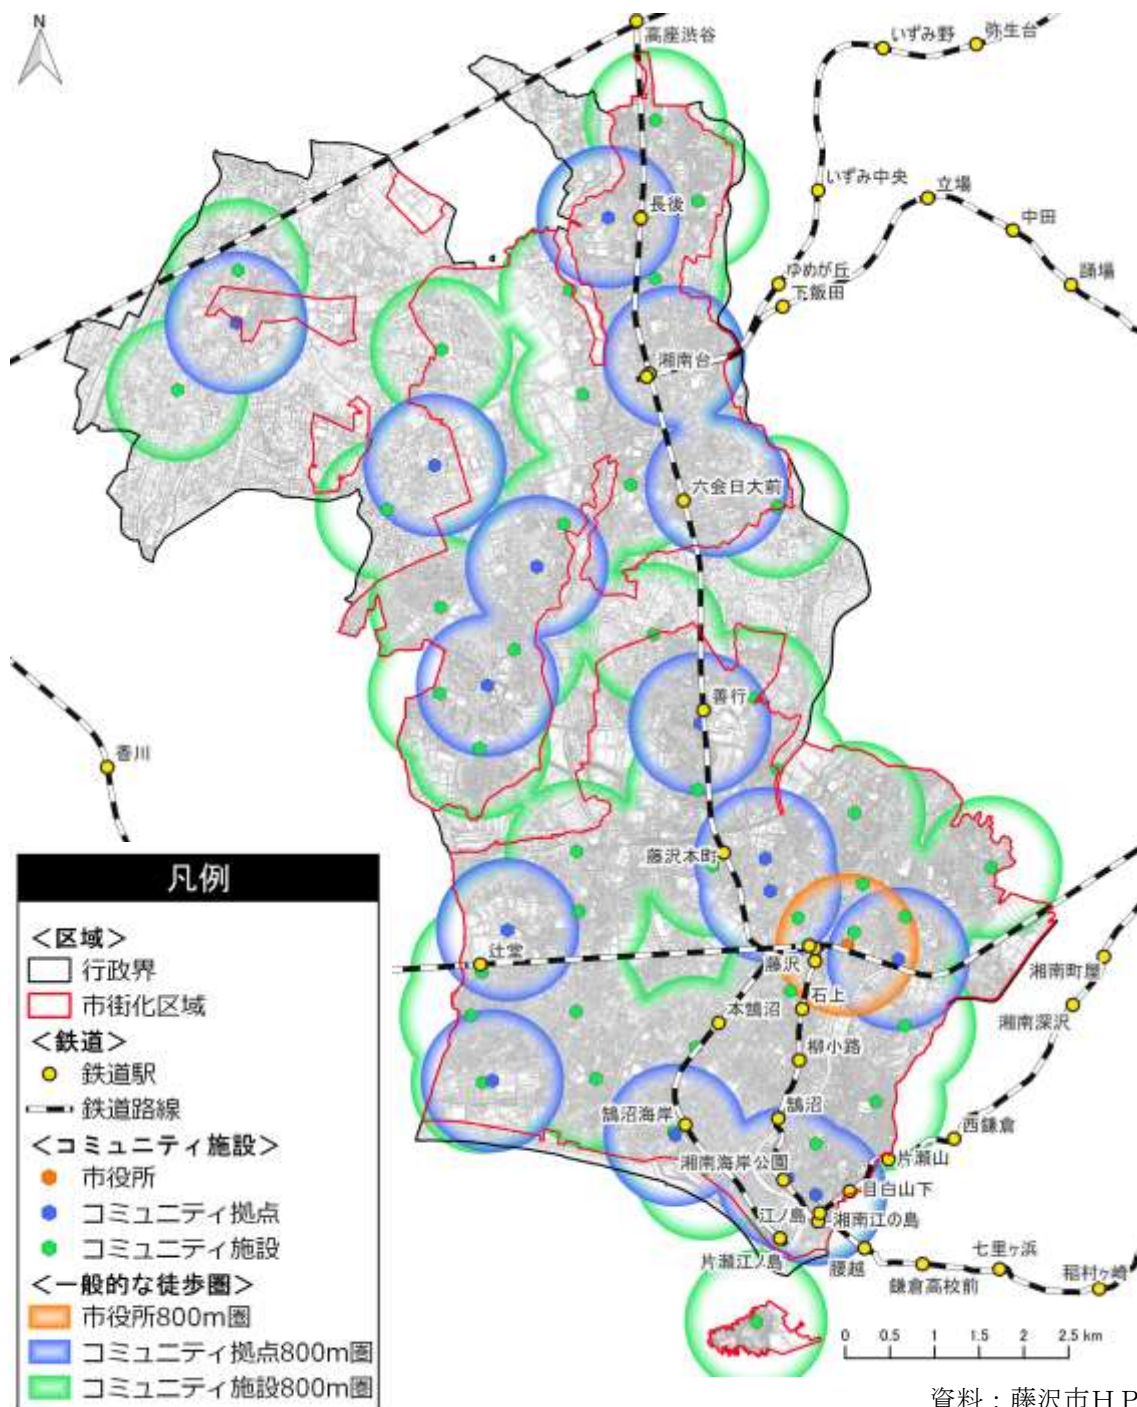 N
高座渋谷
いずみ野
弥生台
いずみ中央
立場
中田
長後
ゆめが丘
踊場
下飯田
湘南台
六会日大前
善行
香川
藤沢本町
辻堂
藤沢
石上
湘南町屋
本鵠沼
湘南深沢
柳小路
鵠沼海岸
鵠沼
西鎌倉
湘南海岸公園
片瀬山
目白山下
江ノ島
湘南江の島
片瀬江ノ島
腰越
七里ヶ浜
鎌倉高校前
稲村ヶ崎
凡例
<区域>
行政界
市街化区域
<鉄道>
鉄道駅
鉄道路線
<コミュニティ施設>
市役所
コミュニティ拠点
コミュニティ施設
<一般的な徒歩圏>
市役所800m圏
コミュニティ拠点800m圏
コミュニティ施設800m圏
0 0.5 1 1.5 2 2.5 km
資料：藤沢市HP